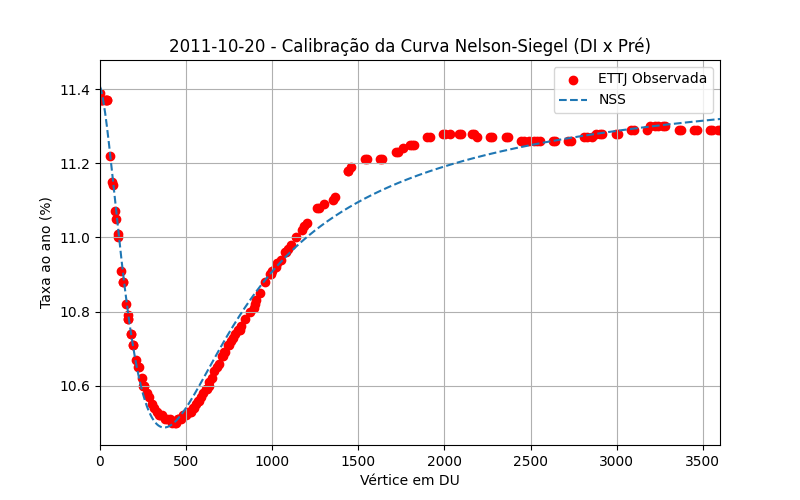 2011-10-20 - Calibração da Curva Nelson-Siegel (DI x Pré)
ETTJ Observada
NSS
Taxa ao ano (%)
11.4
11.2
11.0
10.8
10.6
0 500 1000 1500 2000 2500 3000 3500
Vértice em DU